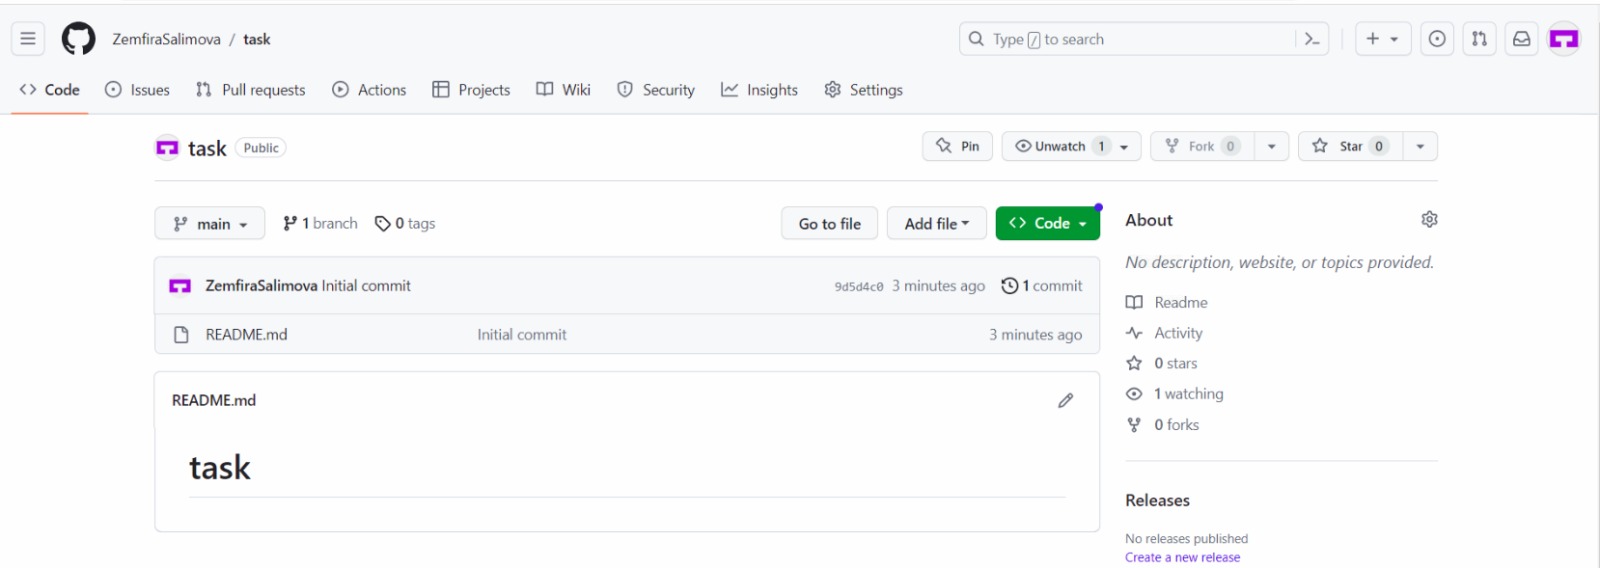 ZemfiraSalimova / task
Type / to search
Code Issues Pull requests Actions Projects Wiki Security Insights Settings
task Public
Pin Unwatch 1 Fork 0 Star 0
main 1 branch 0 tags Go to file Add file Code
ZemfiraSalimova Initial commit 9d5d4c0 3 minutes ago 1 commit
README.md Initial commit 3 minutes ago
README.md
task
About
No description, website, or topics provided.
Readme
Activity
0 stars
1 watching
0 forks
Releases
No releases published
Create a new release